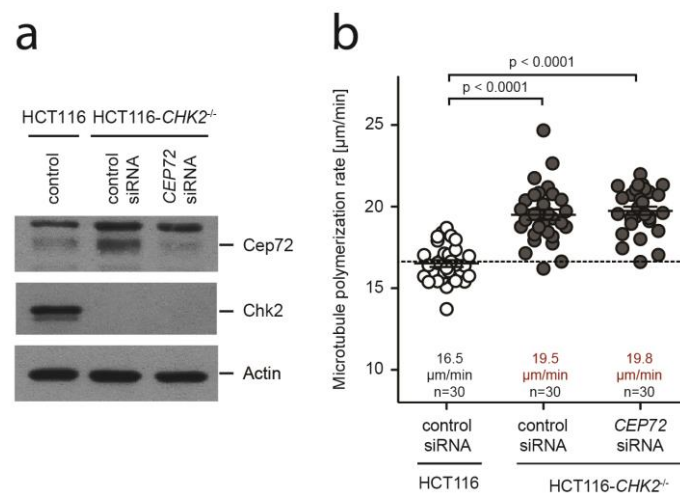 a
HCT116 HCT116-CHK2-/-
control
control
siRNA
CEP72
siRNA
Cep72
Chk2
Actin
b
p < 0.0001
p < 0.0001
Microtubule polymerization rate [µm/min]
25
20
15
10
16.5
µm/min
n=30
19.5
µm/min
n=30
19.8
µm/min
n=30
control
siRNA
control
siRNA
CEP72
siRNA
HCT116
HCT116-CHK2-/-